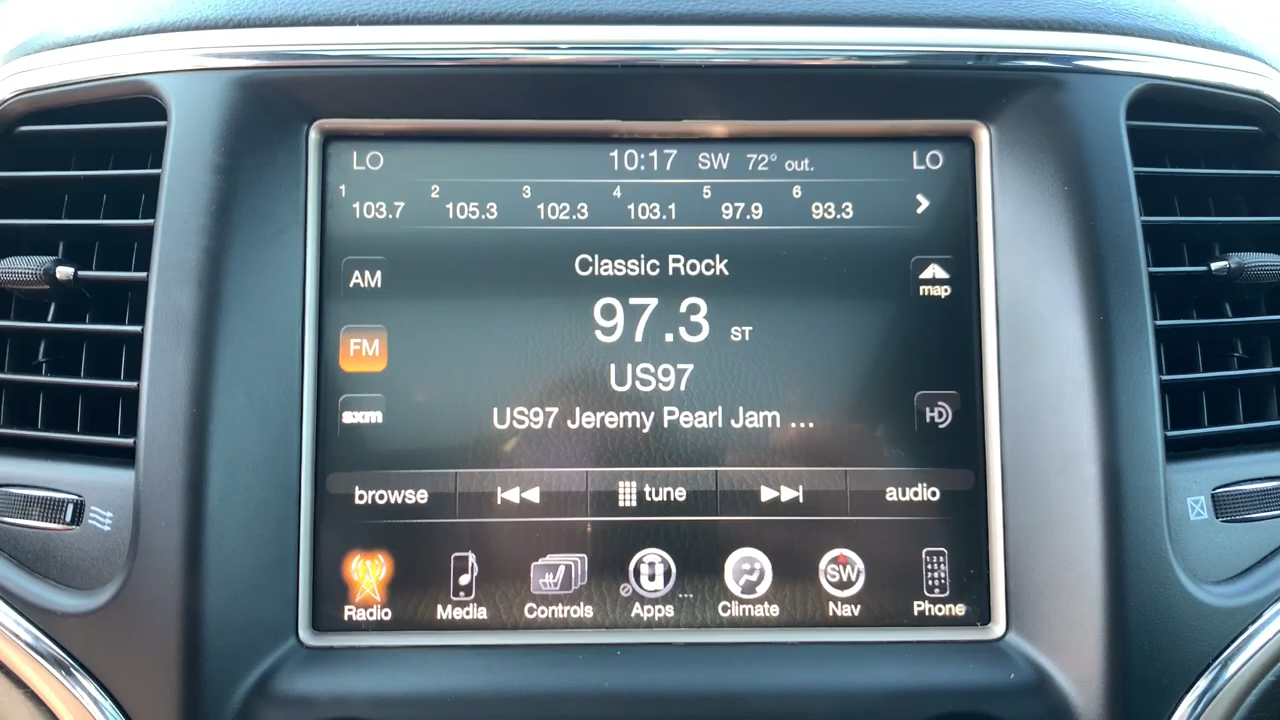 LO 10:17 SW 72° out. LO
1 103.7 2 105.3 3 102.3 4 103.1 5 97.9 6 93.3
Classic Rock
AM
map
97.3 ST
FM
US97
sxm
US97 Jeremy Pearl Jam ...
HD
browse tune audio
SW
Radio Media Controls Apps ... Climate Nav Phone